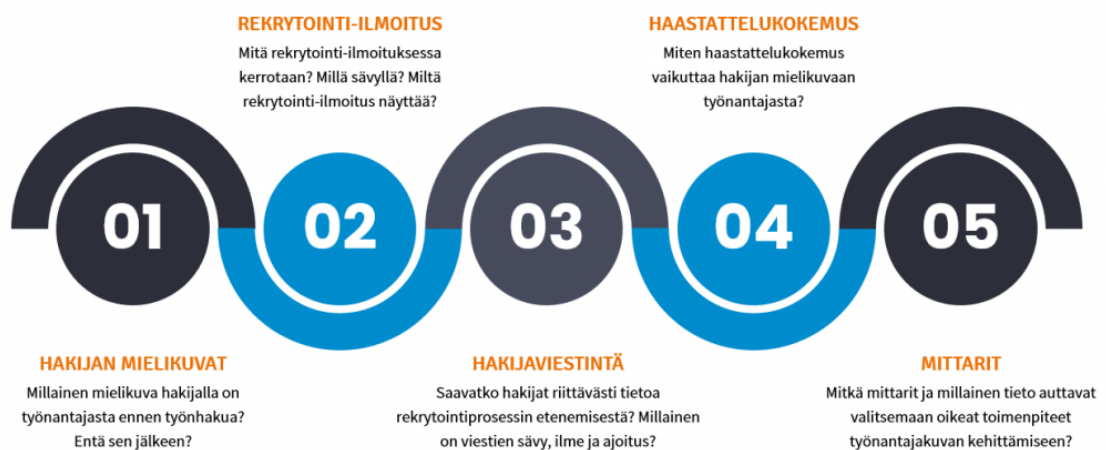 REKRYTOINTI-ILMOITUS
Mitä rekrytointi-ilmoituksessa
kerrotaan? Millä sävyllä? Miltä
rekrytointi-ilmoitus näyttää?
HAASTATTELUKOKEMUS
Miten haastattelukokemus
vaikuttaa hakijan mielikuvaan
työnantajasta?
01
02
03
04
05
HAKIJAN MIELIKUVAT
Millainen mielikuva hakijalla on
työnantajasta ennen työnhakua?
Entä sen jälkeen?
HAKIJAVIESTINTÄ
Saavatko hakijat riittävästi tietoa
rekrytointiprosessin etenemisestä? Millainen
on viestien sävy, ilme ja ajoitus?
MITTARIT
Mitkä mittarit ja millainen tieto auttavat
valitsemaan oikeat toimenpiteet
työnantajakuvan kehittämiseen?